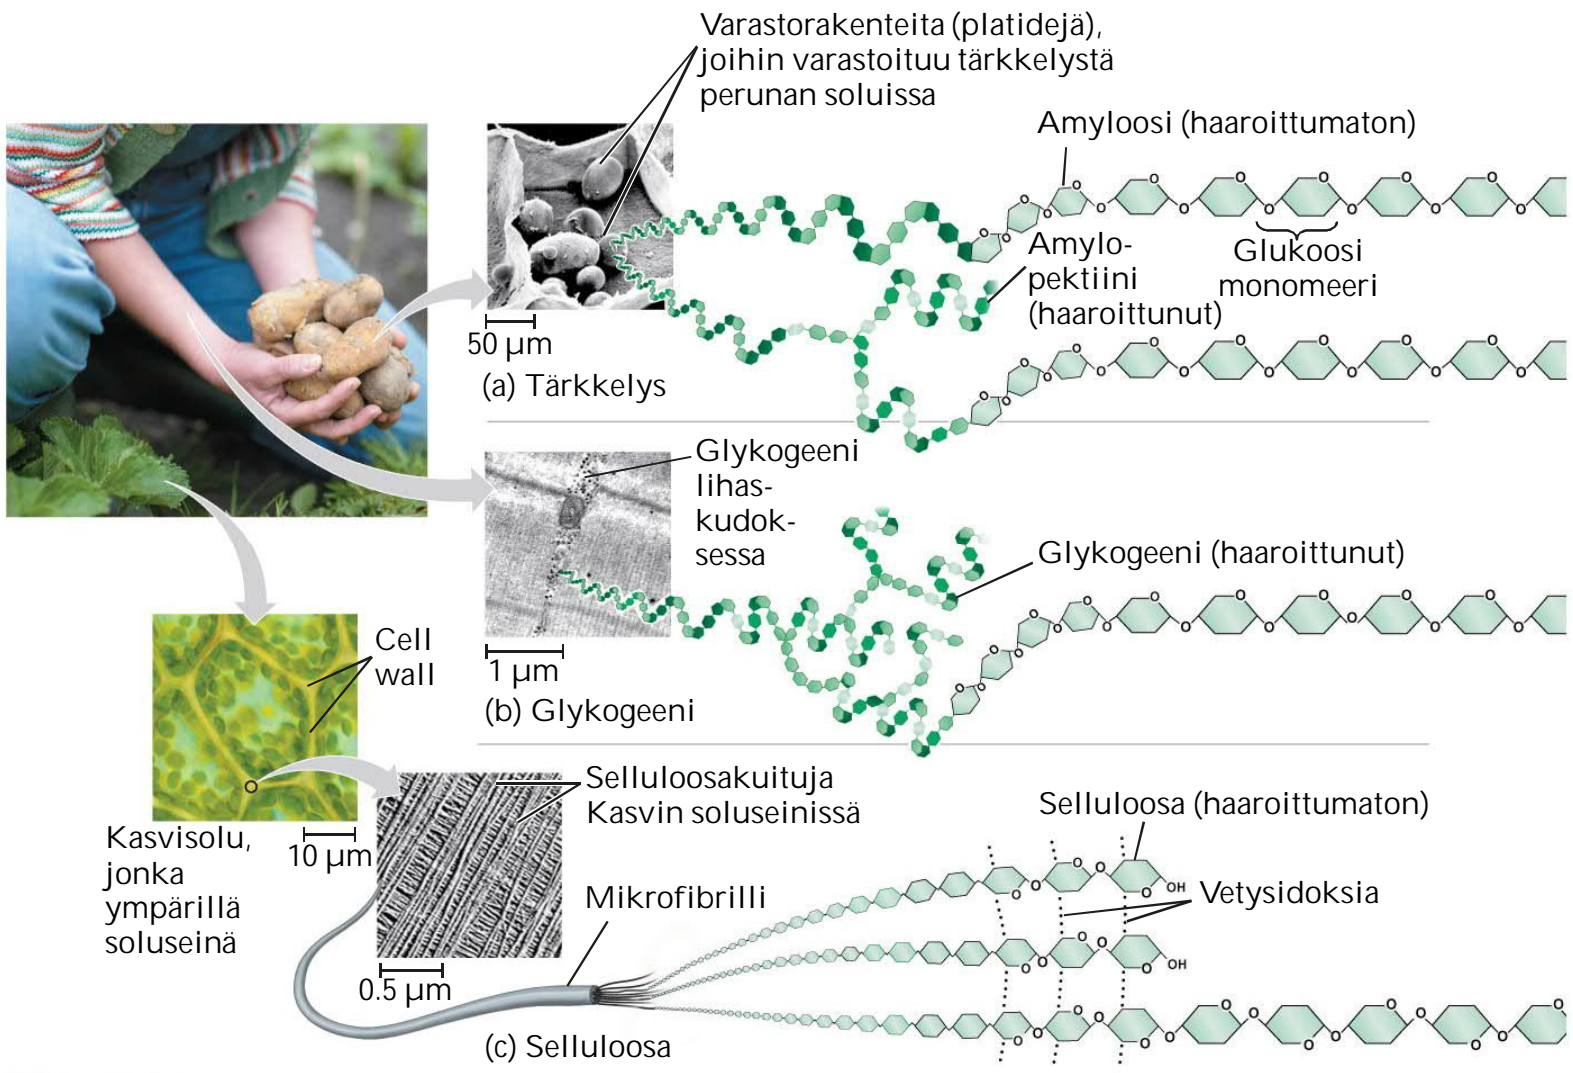 Varastorakenteita (platidejä),
joihin varastoituu tärkkelystä
perunan soluissa
Amyloosi (haaroittumaton)
O O O O O O O O
O O O O O O O O
Amylo-
pektiini
(haaroittunut)
Glukoosi
monomeeri
50 µm
(a) Tärkkelys
O O O O O O O O
O O O O O O O O
Glykogeeni
lihas-
kudok-
sessa
Glykogeeni (haaroittunut)
O O O O O O O O O
O O O O O O O O O
1 µm
(b) Glykogeeni
Cell
wall
Kasvisolu,
jonka
ympärillä
soluseinä
10 µm
Selluloosakuituja
Kasvin soluseinissä
0.5 µm
Mikrofibrilli
Selluloosa (haaroittumaton)
O O O O O
OH
Vetysidoksia
O O O O O
OH
O O O O O O O O O O O O O
(c) Selluloosa